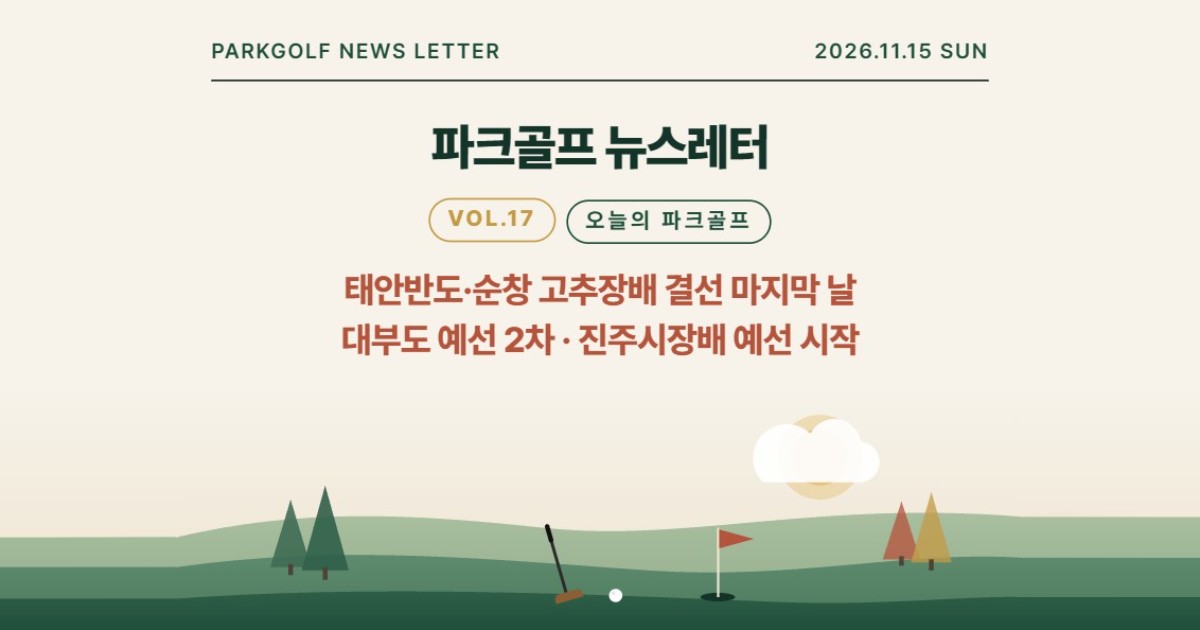 PARKGOLF NEWS LETTER
2026.11.15 SUN
파크골프 뉴스레터
VOL.17
오늘의 파크골프
태안반도·순창 고추장배 결선 마지막 날
대부도 예선 2차 · 진주시장배 예선 시작